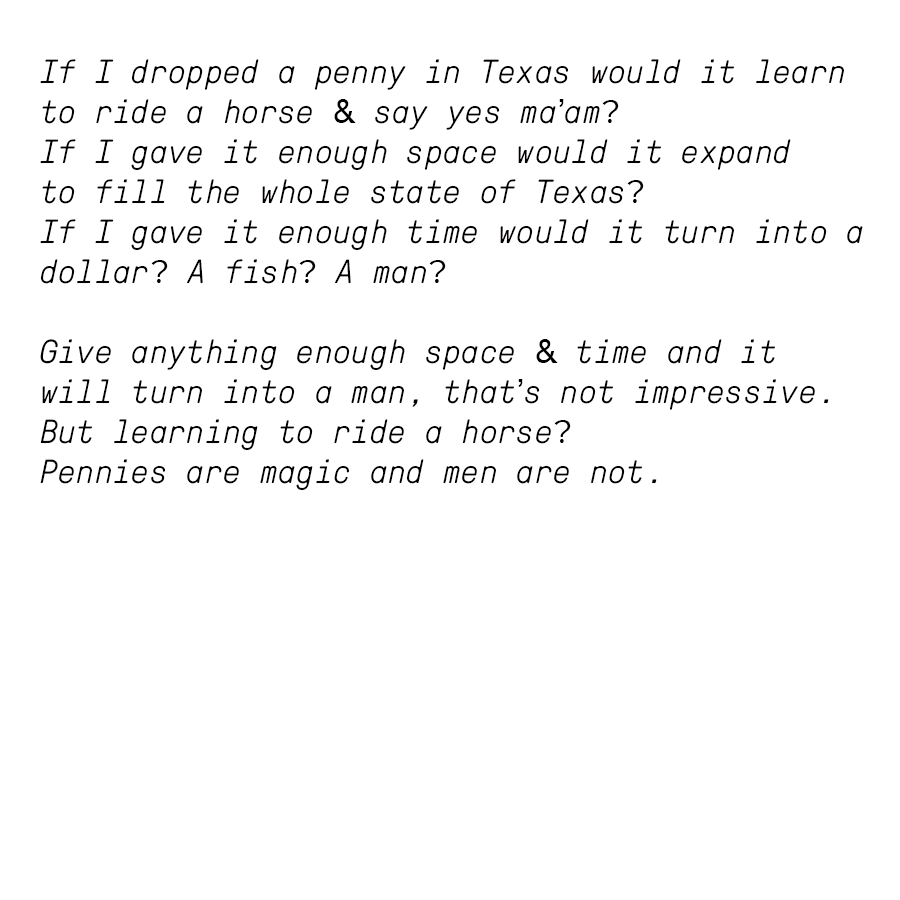 If I dropped a penny in Texas would it learn
to ride a horse & say yes ma’am?
If I gave it enough space would it expand
to fill the whole state of Texas?
If I gave it enough time would it turn into a
dollar? A fish? A man?

Give anything enough space & time and it
will turn into a man, that’s not impressive.
But learning to ride a horse?
Pennies are magic and men are not.